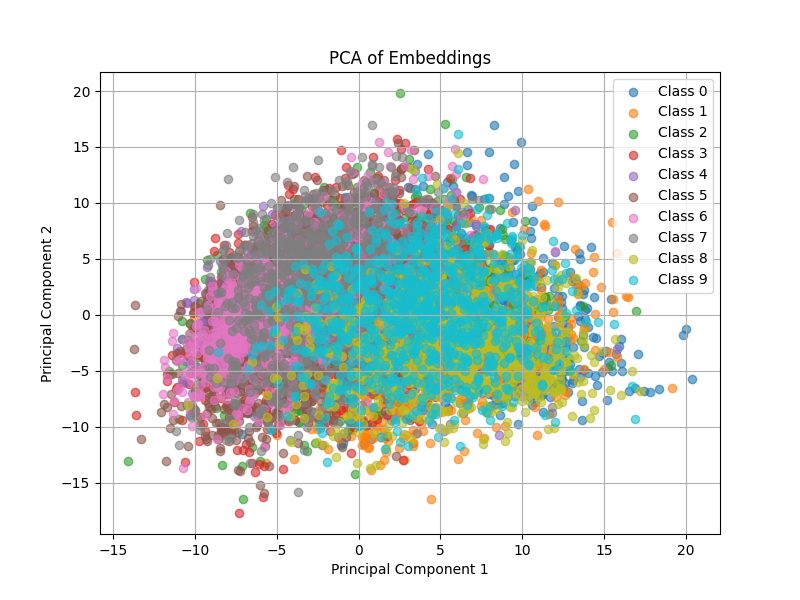 PCA of Embeddings
Class 0
Class 1
Class 2
Class 3
Class 4
Class 5
Class 6
Class 7
Class 8
Class 9
20
15
10
5
0
−5
−10
−15
Principal Component 2
−15 −10 −5 0 5 10 15 20
Principal Component 1